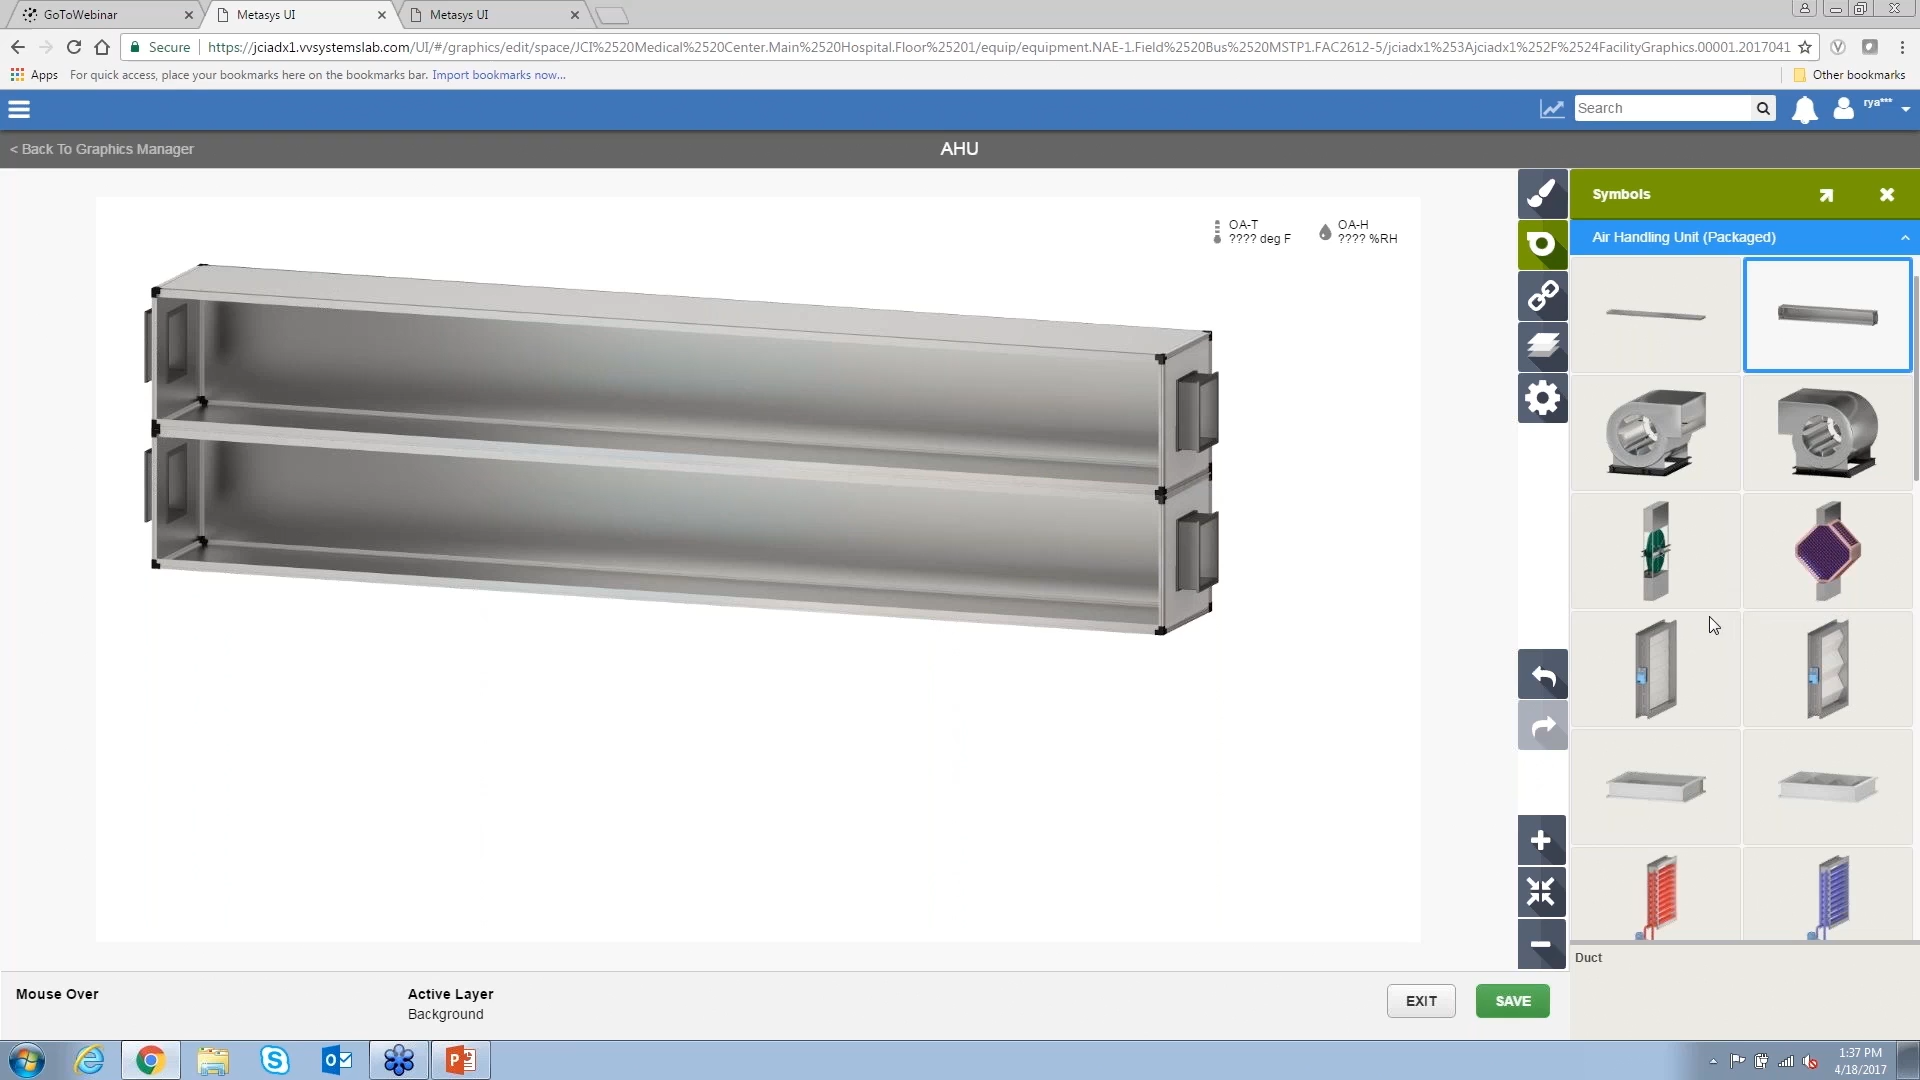 GoToWebinar
Metasys UI
Metasys UI
Secure
https://jciadx1.vvsystemslab.com/UI/#/graphics/edit/space/JCI%2520Medical%2520Center.Main%2520Hospital.Floor%25201/equip/equipment.NAE-1.Field%2520Bus%2520MSTP1.FAC2612-5/jciadx1%253Ajciadx1%252F%2524FacilityGraphics.00001.2017041
Apps
For quick access, place your bookmarks here on the bookmarks bar. Import bookmarks now...
Other bookmarks
Search
rya***
< Back To Graphics Manager
AHU
OA-T
???? deg F
OA-H
???? %RH
Symbols
Air Handling Unit (Packaged)
Duct
Mouse Over
Active Layer
Background
EXIT
SAVE
1:37 PM
4/18/2017